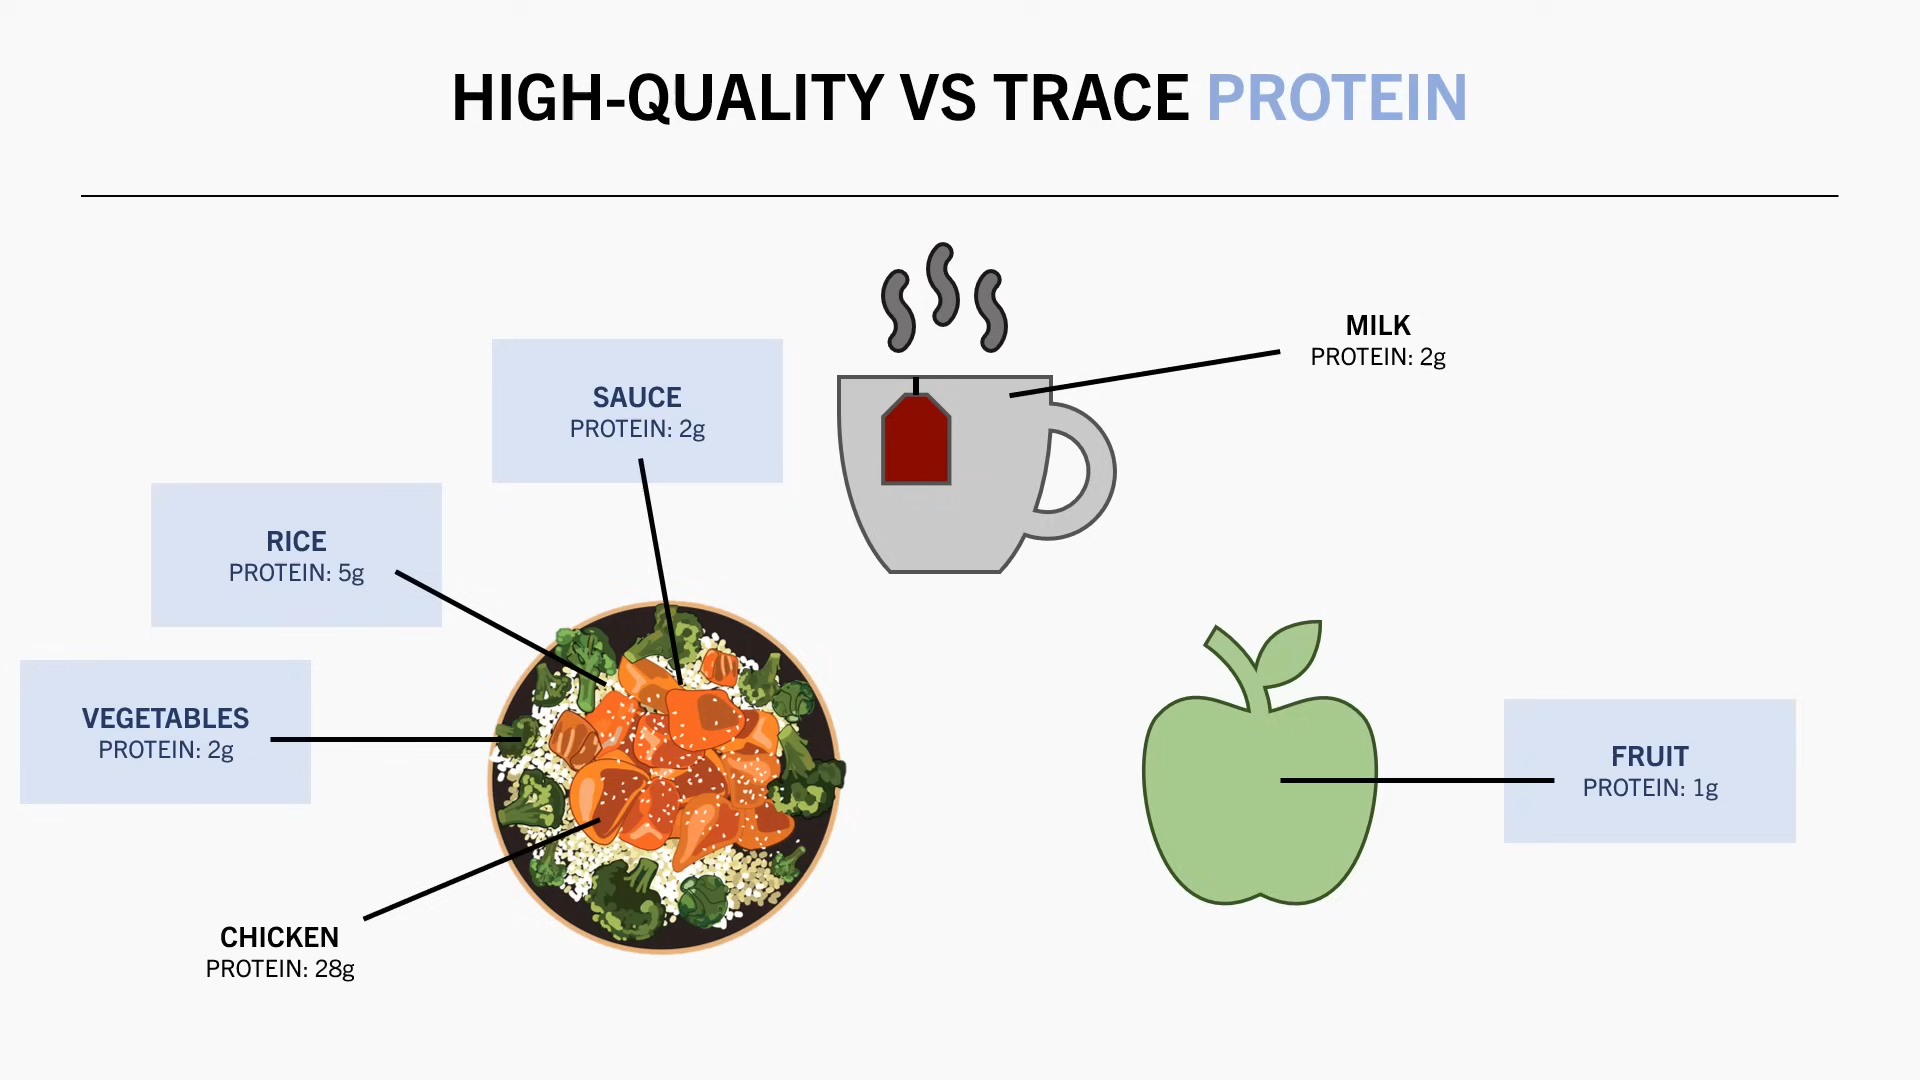 HIGH-QUALITY VS TRACE PROTEIN
MILK
PROTEIN: 2g
SAUCE
PROTEIN: 2g
RICE
PROTEIN: 5g
VEGETABLES
PROTEIN: 2g
FRUIT
PROTEIN: 1g
CHICKEN
PROTEIN: 28g